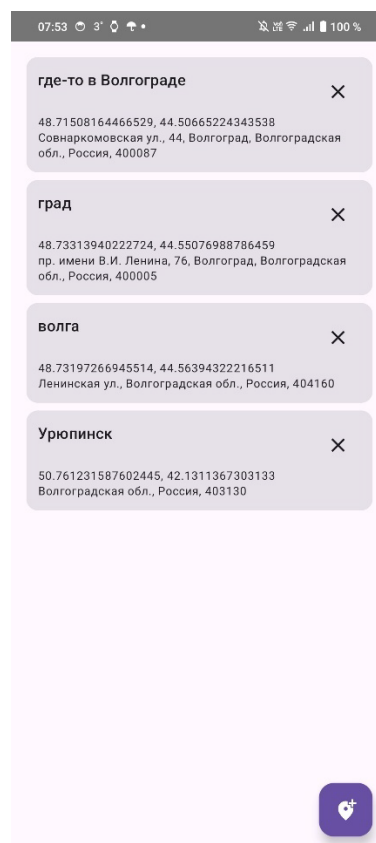 07:53 3°
100 %
где-то в Волгограде
48.71508164466529, 44.50665224343538
Совнаркомовская ул., 44, Волгоград, Волгоградская
обл., Россия, 400087
град
48.73313940222724, 44.55076988786459
пр. имени В.И. Ленина, 76, Волгоград, Волгоградская
обл., Россия, 400005
волга
48.73197266945514, 44.56394322216511
Ленинская ул., Волгоградская обл., Россия, 404160
Урюпинск
50.761231587602445, 42.1311367303133
Волгоградская обл., Россия, 403130